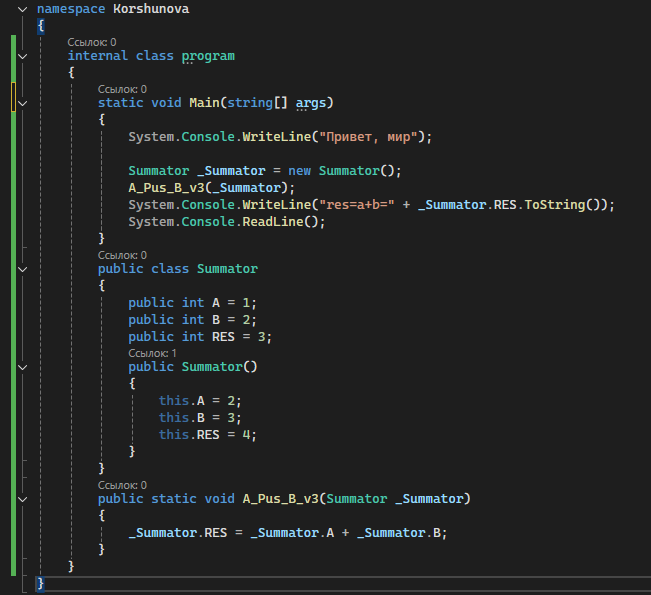 namespace Korshunova
{
Ссылок: 0
internal class program
{
Ссылок: 0
static void Main(string[] args)
{
System.Console.WriteLine("Привет, мир");
Summator _Summator = new Summator();
A_Pus_B_v3(_Summator);
System.Console.WriteLine("res=a+b=" + _Summator.RES.ToString());
System.Console.ReadLine();
}
Ссылок: 0
public class Summator
{
public int A = 1;
public int B = 2;
public int RES = 3;
Ссылок: 1
public Summator()
{
this.A = 2;
this.B = 3;
this.RES = 4;
}
}
Ссылок: 0
public static void A_Pus_B_v3(Summator _Summator)
{
_Summator.RES = _Summator.A + _Summator.B;
}
}
}